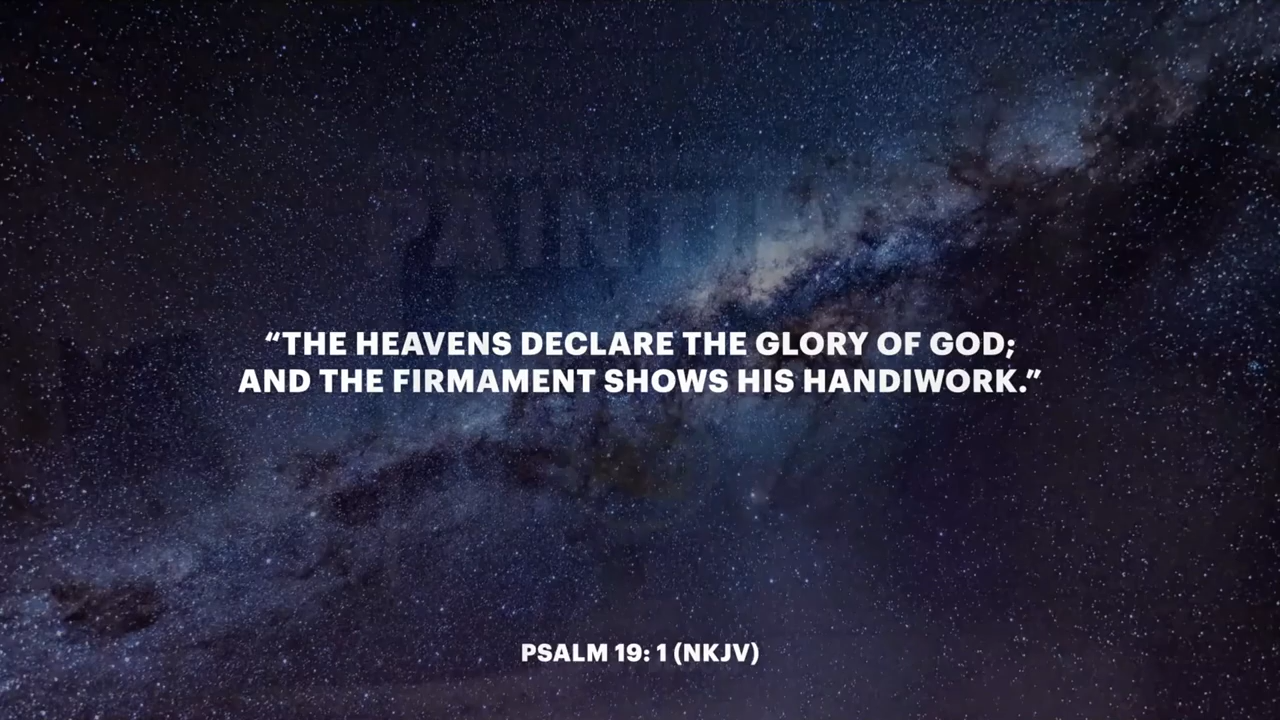 “THE HEAVENS DECLARE THE GLORY OF GOD;
AND THE FIRMAMENT SHOWS HIS HANDIWORK.”
PSALM 19: 1 (NKJV)